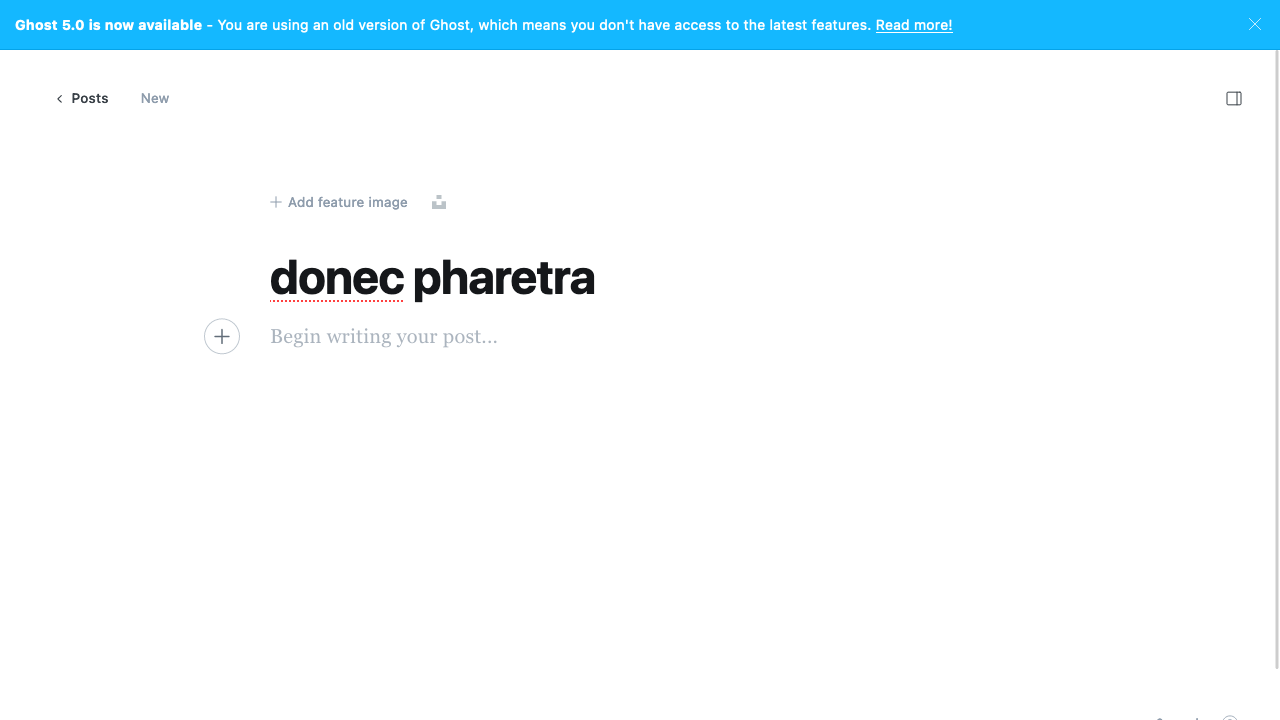 Ghost 5.0 is now available - You are using an old version of Ghost, which means you don't have access to the latest features. Read more!
Posts New
Add feature image
donec pharetra
Begin writing your post...